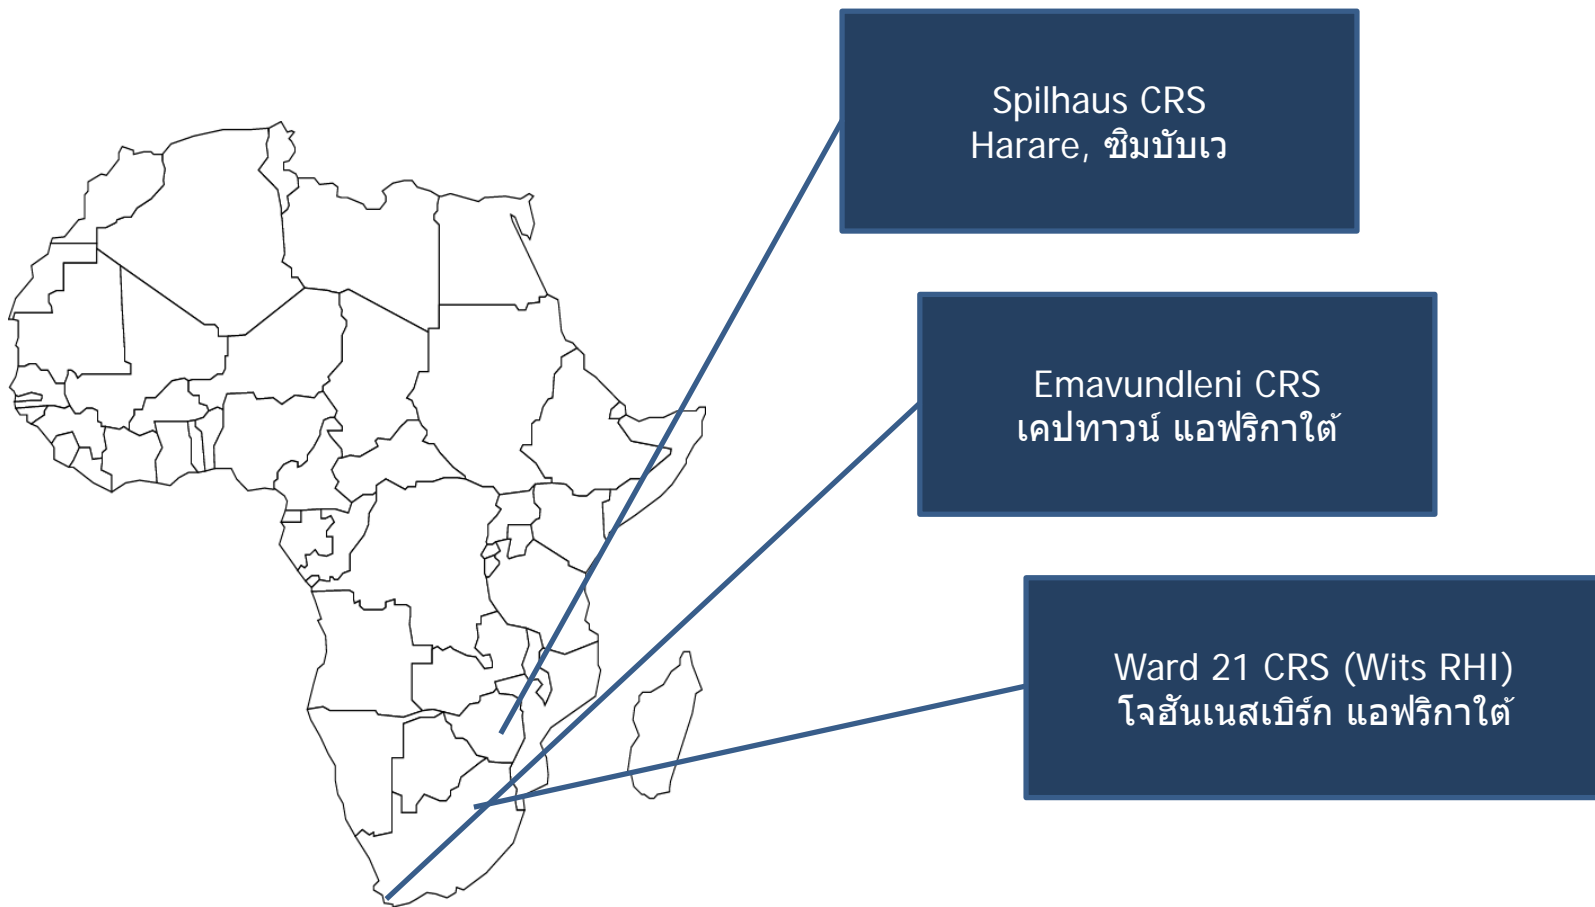 Spilhaus CRS
Harare, ซิมบับเว
Emavundleni CRS
เคปทาวน์ แอฟริกาใต้
Ward 21 CRS (Wits RHI)
โจฮันเนสเบิร์ก แอฟริกาใต้